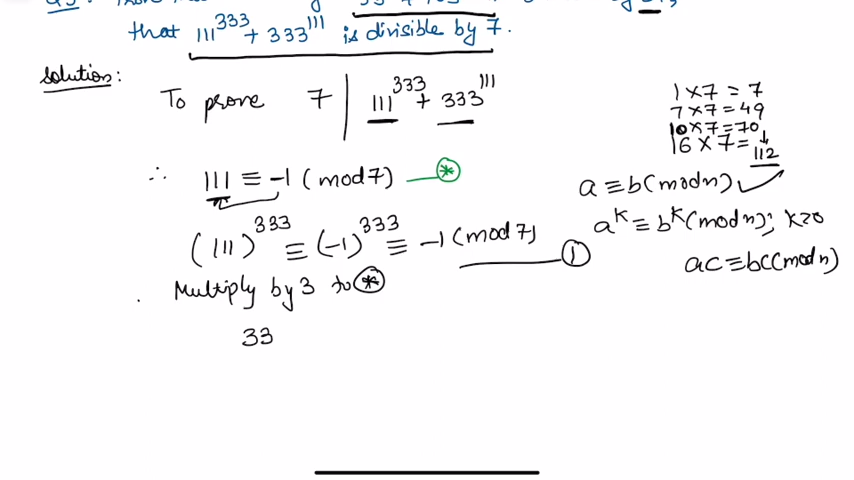 that 111^333 + 333^111 is divisible by 7.
Solution:
To prove 7 | 111^333 + 333^111
1 x 7 = 7
7 x 7 = 49
10 x 7 = 70
16 x 7 = 112
∴ 111 ≡ -1 (mod 7) — *
a ≡ b (mod n)
a^k ≡ b^k (mod n); k≥0
(111)^333 ≡ (-1)^333 ≡ -1 (mod 7) — 1
ac ≡ bc (mod n)
Multiply by 3 to *
33